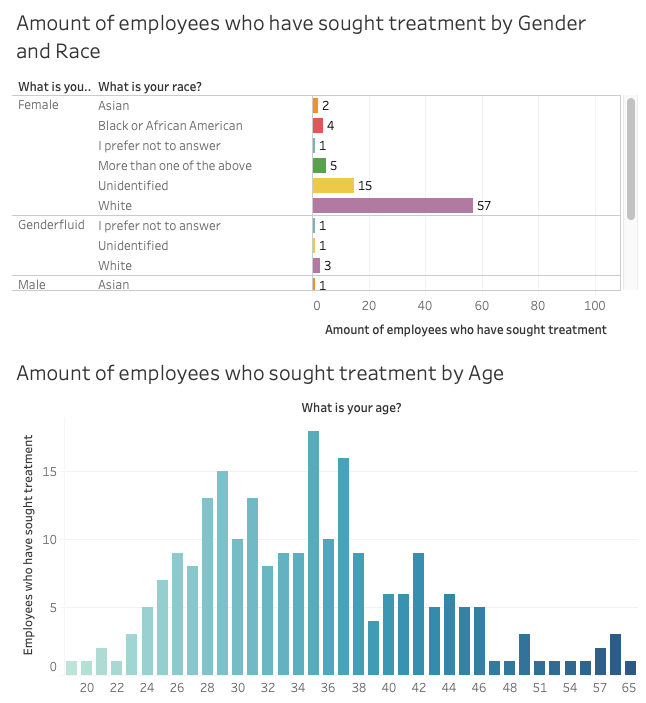 Amount of employees who have sought treatment by Gender
and Race
What is you.. What is your race?
Female Asian 2
Black or African American 4
I prefer not to answer 1
More than one of the above 5
Unidentified 15
White 57
Genderfluid I prefer not to answer 1
Unidentified 1
White 3
Male Asian 1
0 20 40 60 80 100
Amount of employees who have sought treatment
Amount of employees who sought treatment by Age
What is your age?
Employees who have sought treatment
15
10
5
0
20 22 24 26 28 30 32 34 36 38 40 42 44 46 48 51 54 57 65